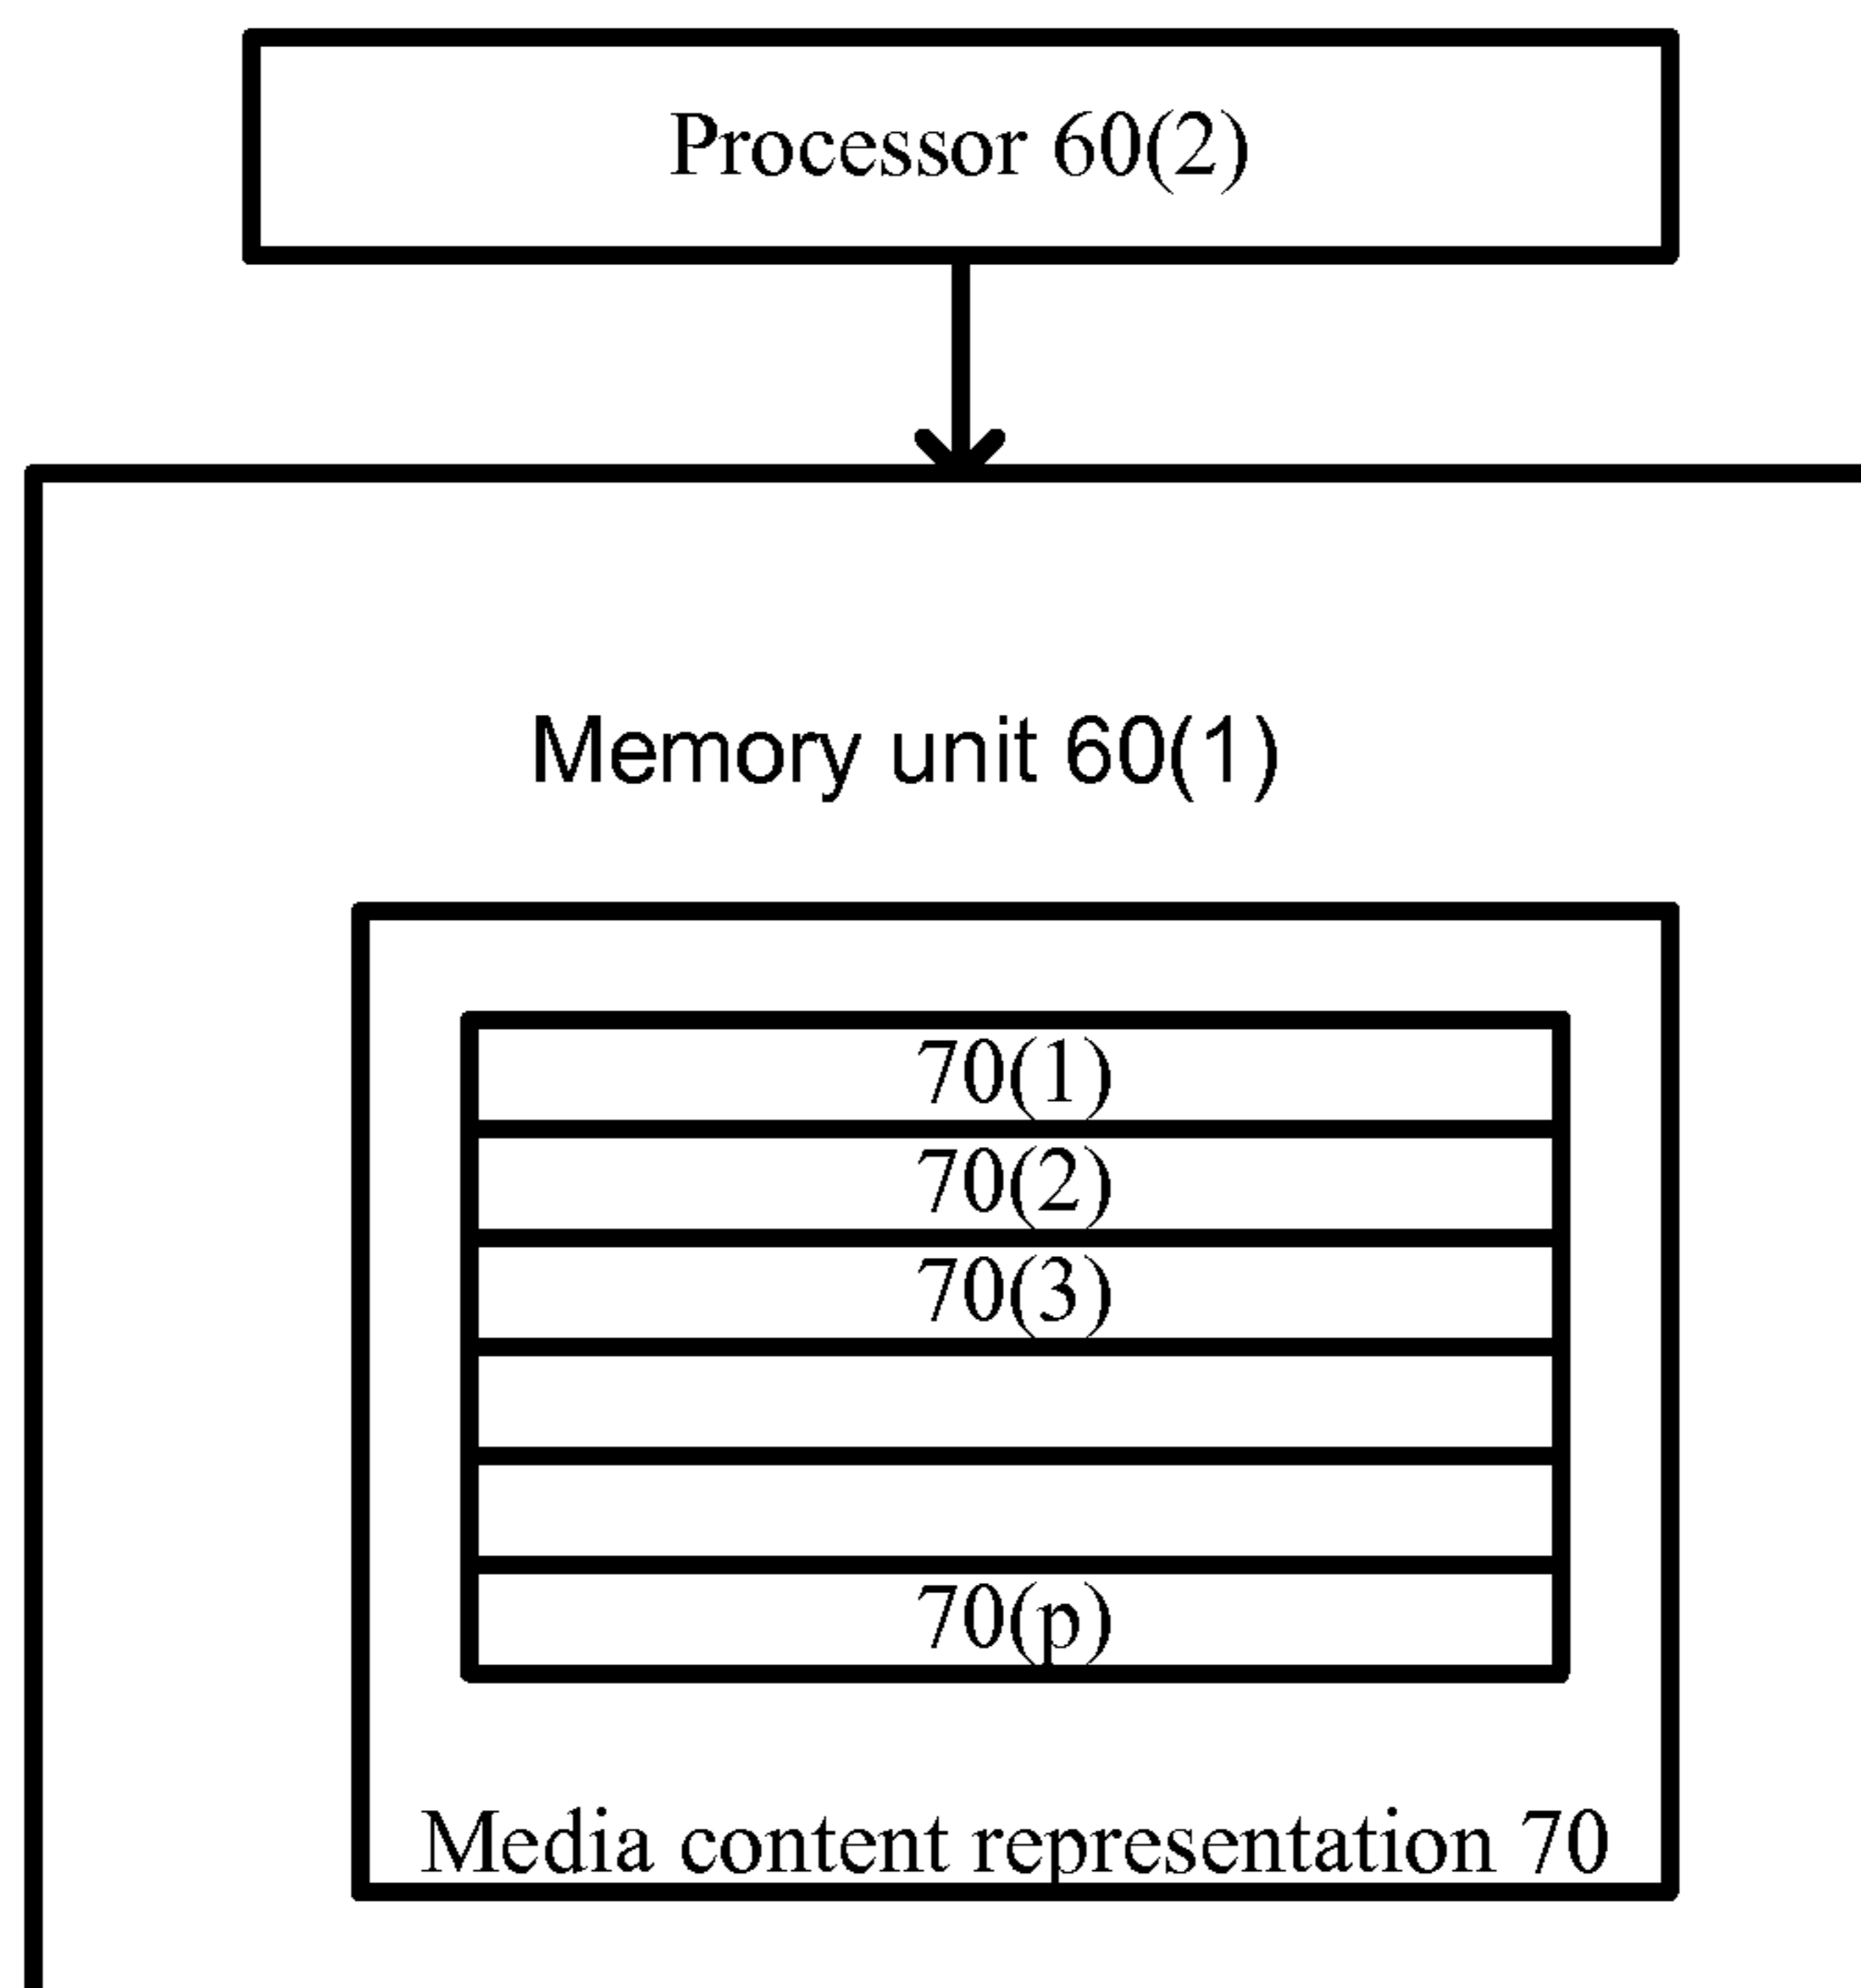 Processor 60(2)
Memory unit 60(1)
70(1)
70(2)
70(3)
70(p)
Media content representation 70